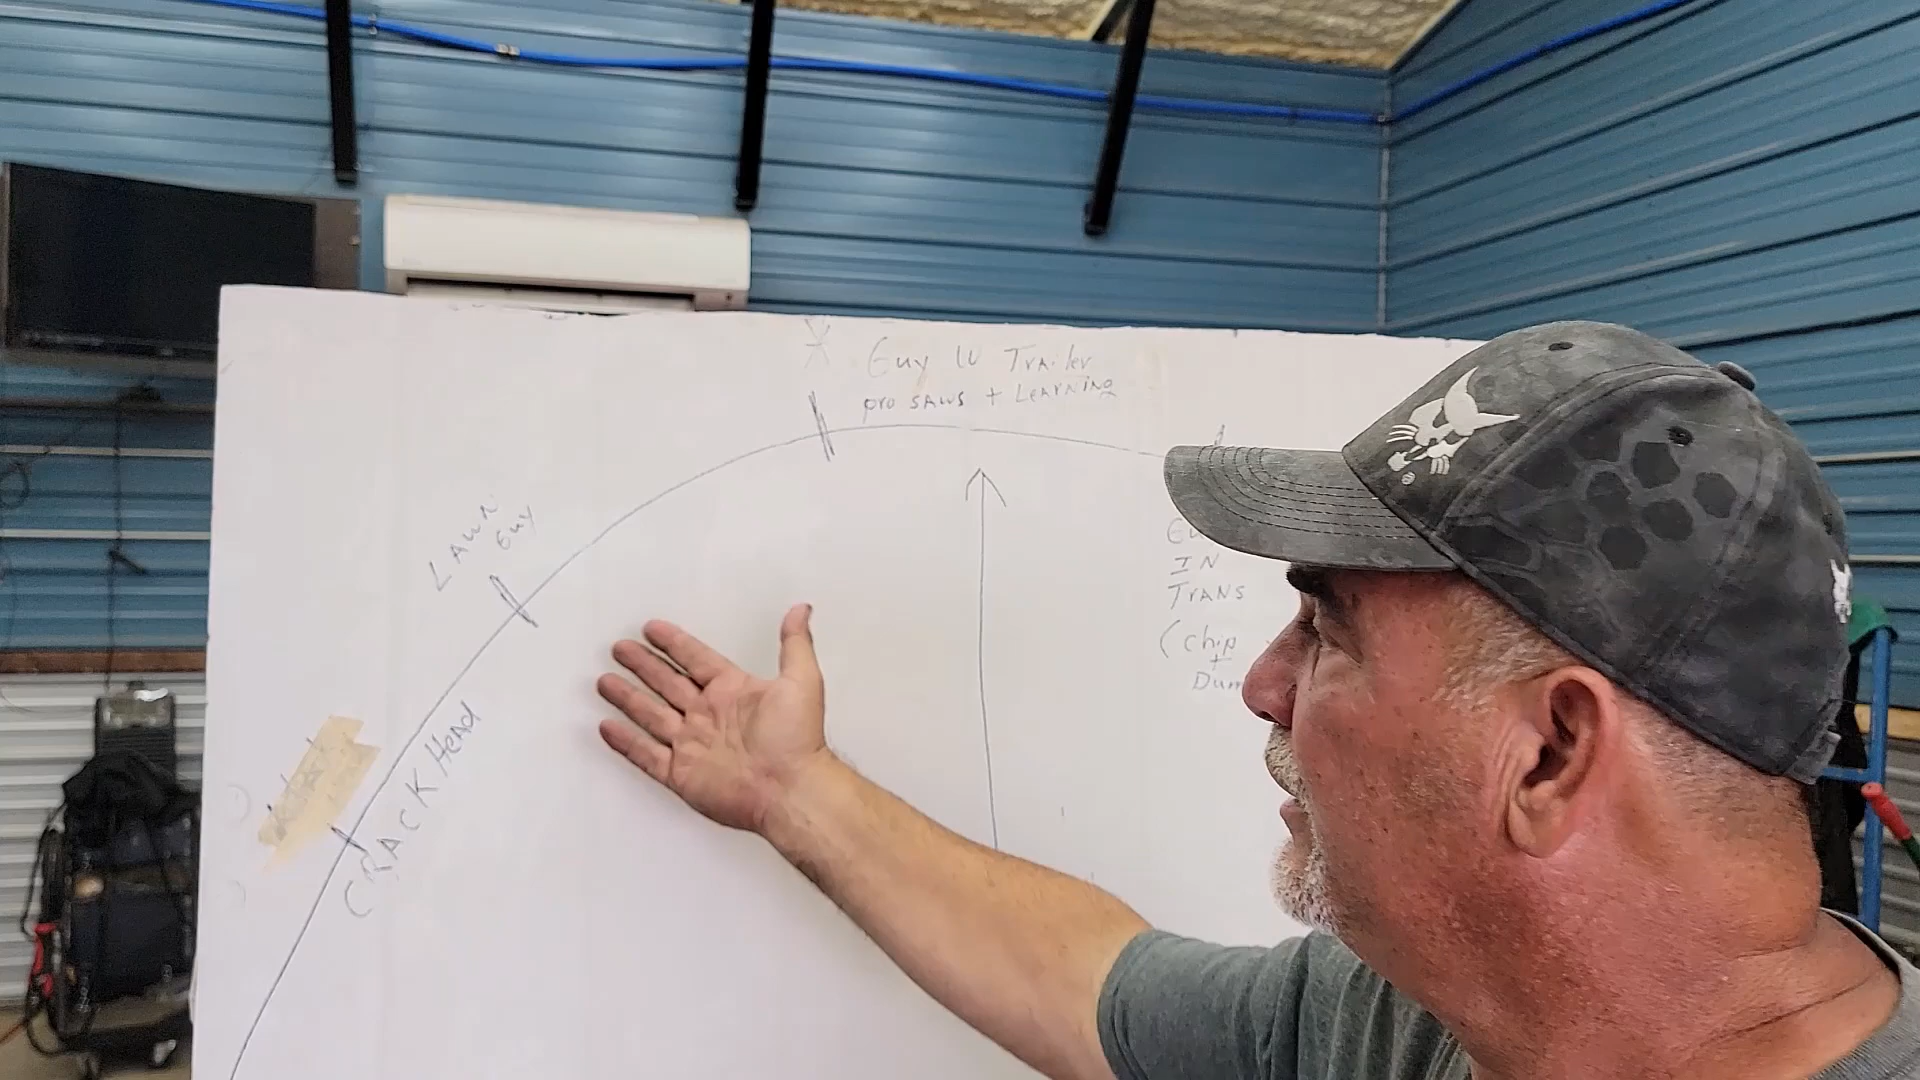 Guy W Trailer
pro saws + Learning
Lawn
Guy
CRACK Head
IN
TRANS
(chip
+